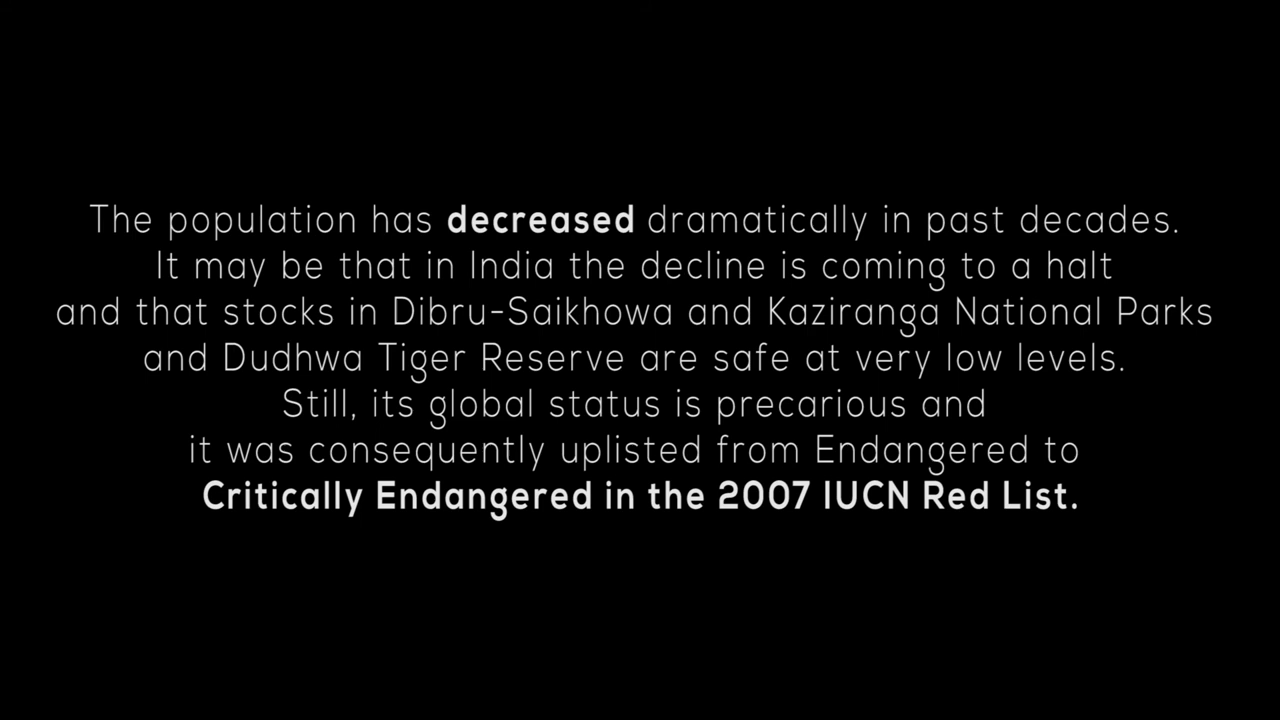 The population has decreased dramatically in past decades.
It may be that in India the decline is coming to a halt
and that stocks in Dibru-Saikhowa and Kaziranga National Parks
and Dudhwa Tiger Reserve are safe at very low levels.
Still, its global status is precarious and
it was consequently uplisted from Endangered to
Critically Endangered in the 2007 IUCN Red List.